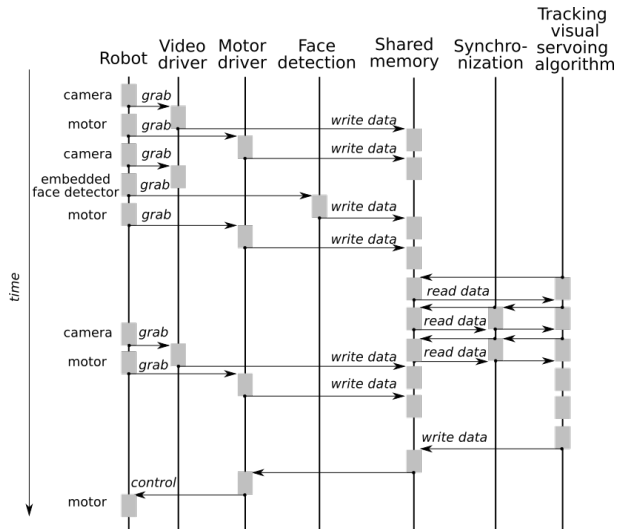 Robot
Video
driver
Motor
driver
Face
detection
Shared
memory
Synchro-
nization
Tracking
visual
servoing
algorithm
time
camera
grab
write data
motor
grab
write data
camera
grab
embedded
face detector
grab
write data
motor
grab
write data
read data
read data
camera
grab
read data
write data
motor
grab
write data
write data
control
motor